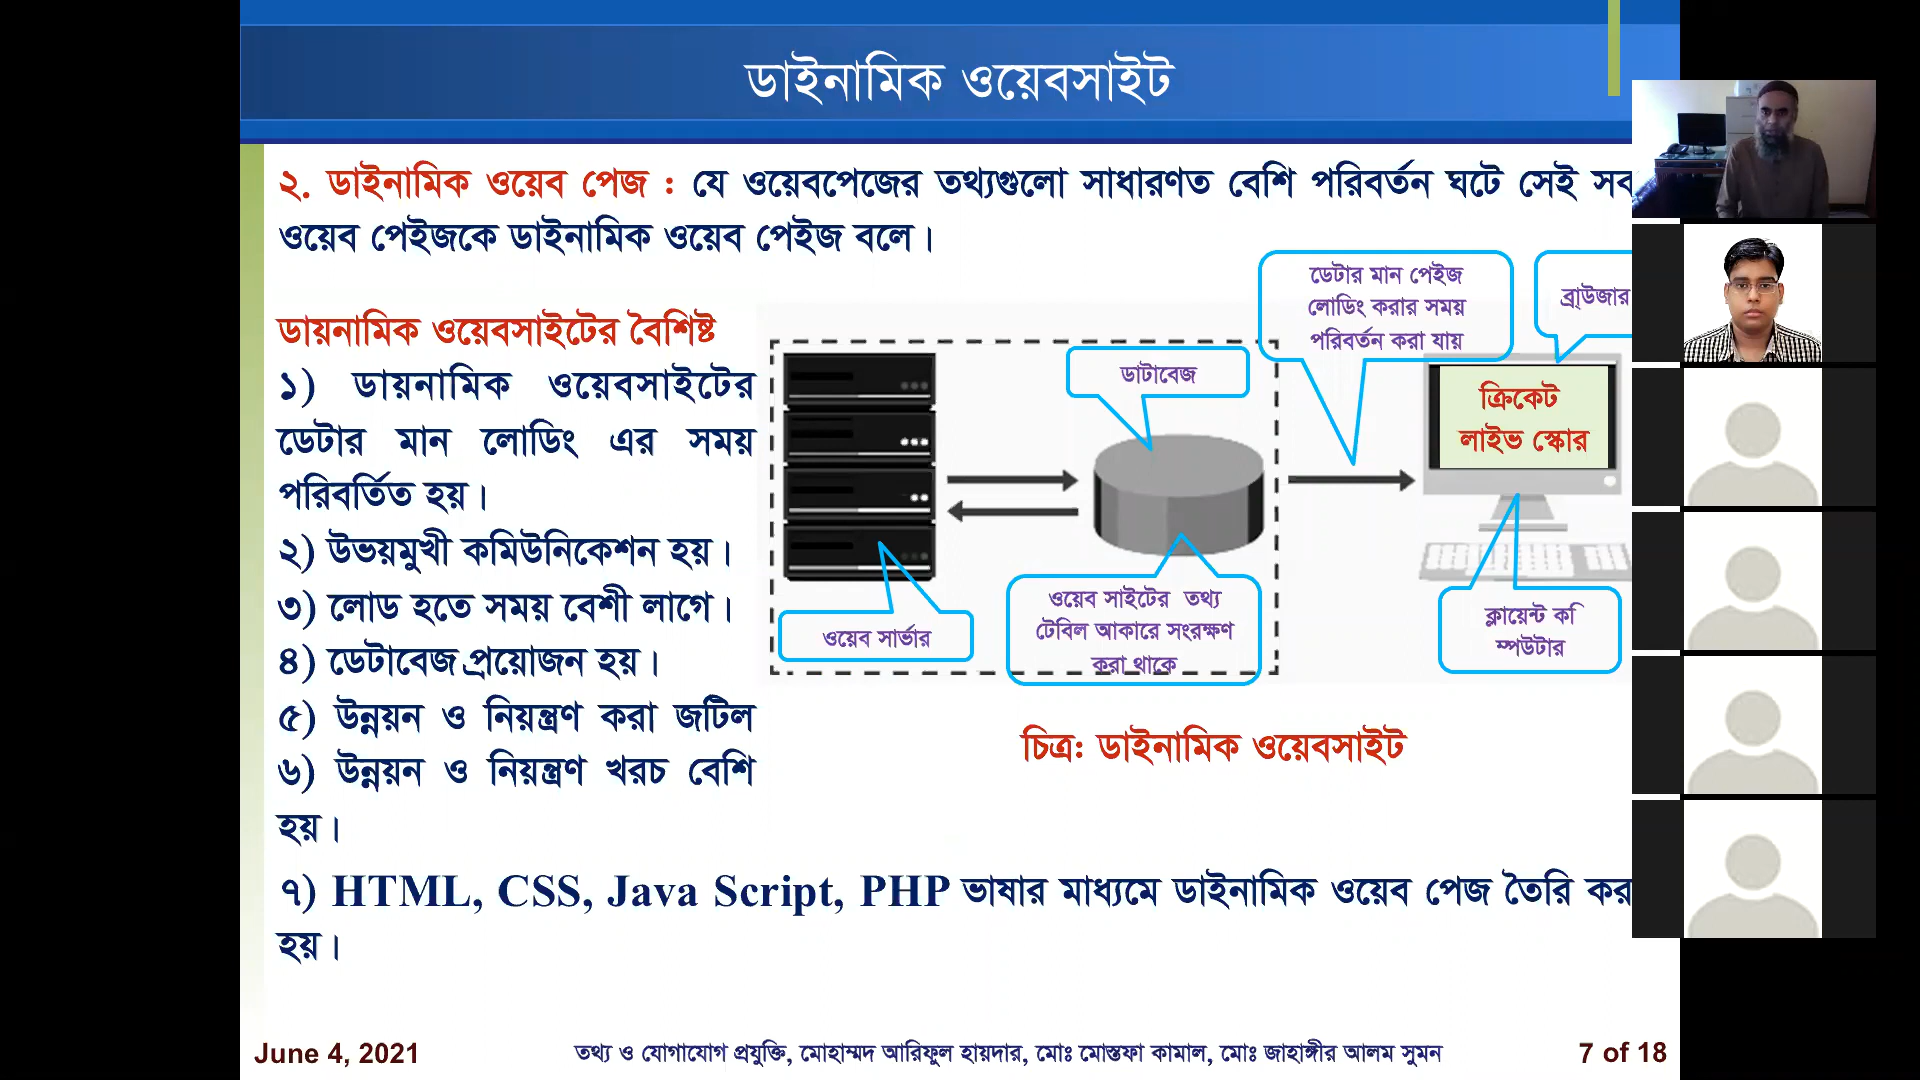 ডাইনামিক ওয়েবসাইট
২. ডাইনামিক ওয়েব পেজ : যে ওয়েবপেজের তথ্যগুলো সাধারণত বেশি পরিবর্তন ঘটে সেই সব
ওয়েব পেইজকে ডাইনামিক ওয়েব পেইজ বলে।
ডায়নামিক ওয়েবসাইটের বৈশিষ্ট
১) ডায়নামিক ওয়েবসাইটের
ডেটার মান লোডিং এর সময়
পরিবর্তিত হয়।
২) উভয়মুখী কমিউনিকেশন হয়।
৩) লোড হতে সময় বেশী লাগে।
৪) ডেটাবেজ প্রয়োজন হয়।
৫) উন্নয়ন ও নিয়ন্ত্রণ করা জটিল
৬) উন্নয়ন ও নিয়ন্ত্রণ খরচ বেশি
হয়।
৭) HTML, CSS, Java Script, PHP ভাষার মাধ্যমে ডাইনামিক ওয়েব পেজ তৈরি কর
হয়।
ডেটার মান পেইজ
লোডিং করার সময়
পরিবর্তন করা যায়
ব্রাউজার
ডাটাবেজ
ক্রিকেট
লাইভ স্কোর
ওয়েব সার্ভার
ওয়েব সাইটের তথ্য
টেবিল আকারে সংরক্ষণ
করা থাকে
ক্লায়েন্ট কি
ম্পউটার
চিত্র: ডাইনামিক ওয়েবসাইট
June 4, 2021
তথ্য ও যোগাযোগ প্রযুক্তি, মোহাম্মদ আরিফুল হায়দার, মোঃ মোস্তফা কামাল, মোঃ জাহাঙ্গীর আলম সুমন
7 of 18